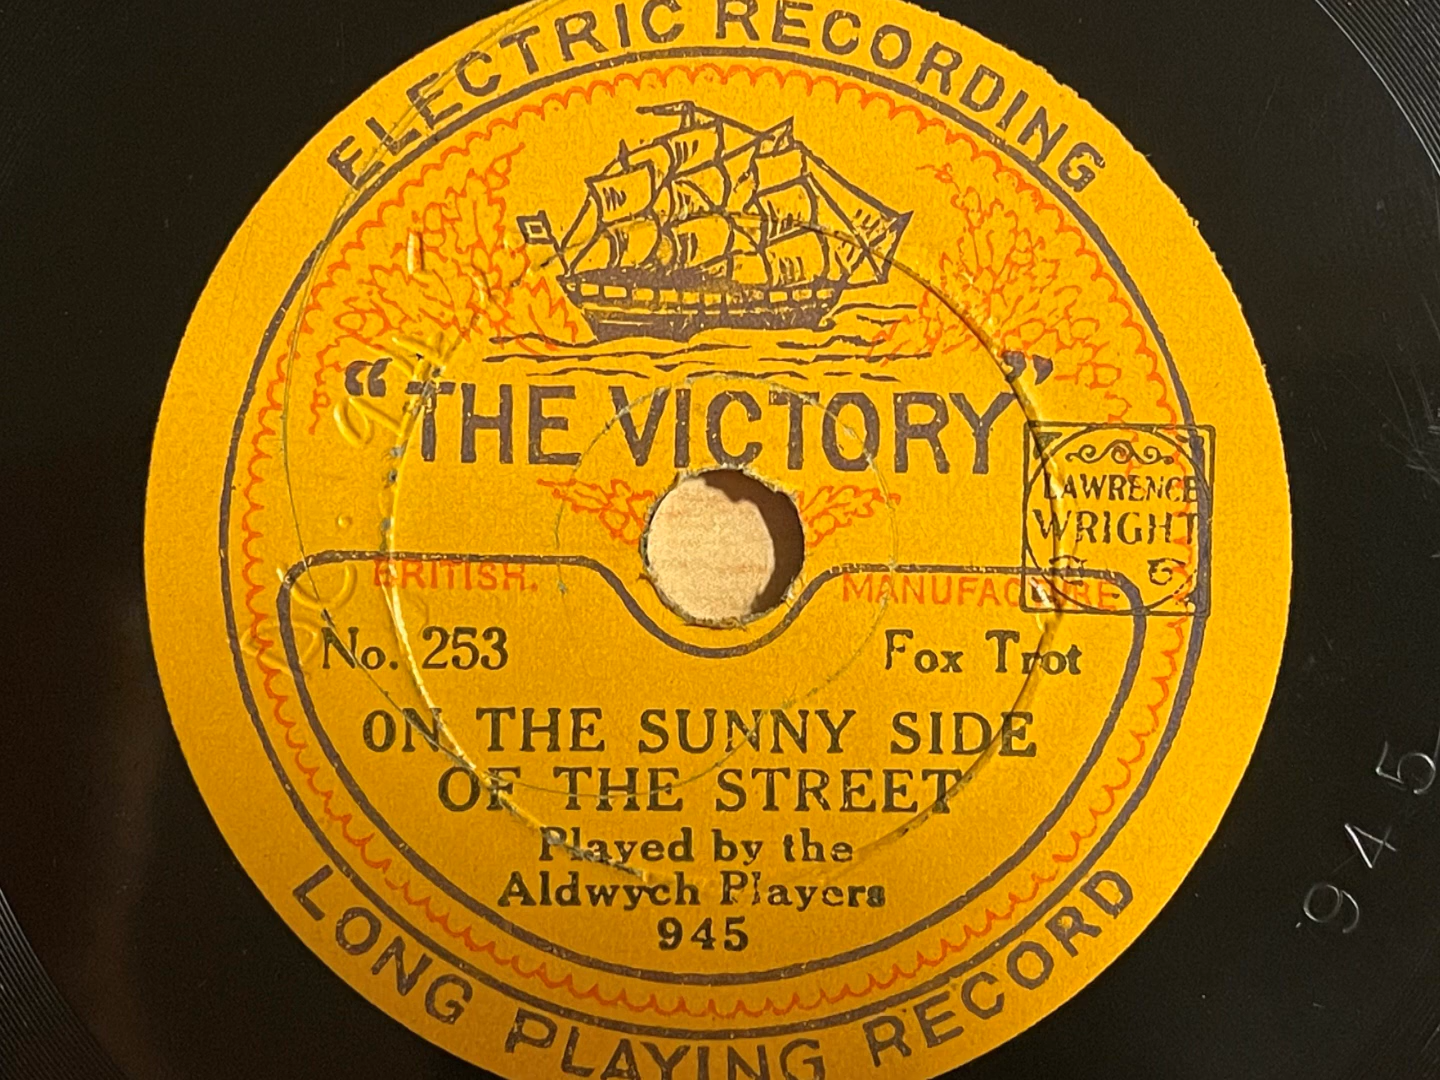 ELECTRIC RECORDING
"THE VICTORY"
LAWRENCE
WRIGHT
BRITISH. MANUFACTURE
No. 253 Fox Trot
ON THE SUNNY SIDE
OF THE STREET
Played by the
Aldwych Players
945
LONG PLAYING RECORD
945